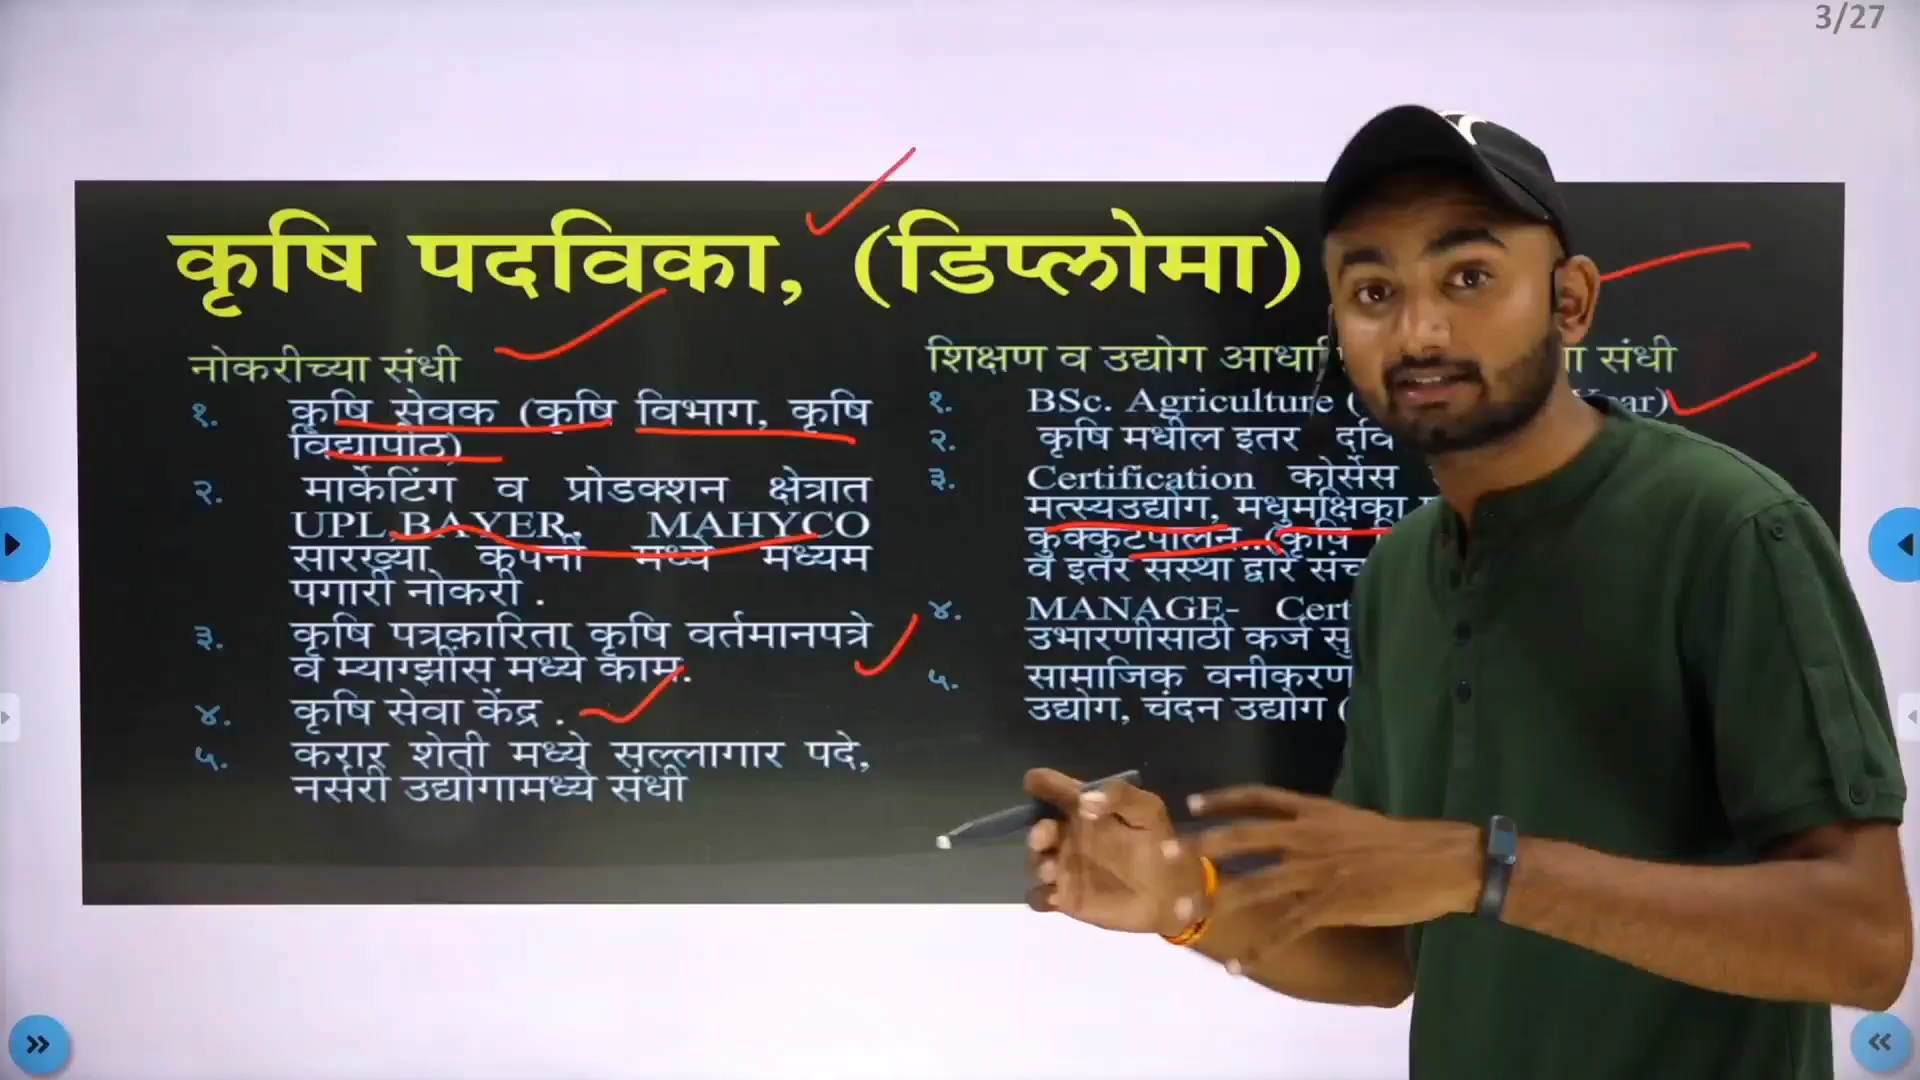 3/27
कृषि पदविका, (डिप्लोमा)
नोकरीच्या संधी
१. कृषि सेवक (कृषि विभाग, कृषि
विद्यापीठ)
२. मार्केटिंग व प्रोडक्शन क्षेत्रात
UPL,BAYER, MAHYCO
सारख्या कंपनी मध्ये मध्यम
पगारी नोकरी .
३. कृषि पत्रकारिता कृषि वर्तमानपत्रे
व म्याग्झीस मध्ये काम.
४. कृषि सेवा केंद्र .
५. करार शेती मध्ये सल्लागार पदे,
नर्सरी उद्योगामध्ये संधी
शिक्षण व उद्योग संधी
१. BSc. Agriculture (
२. कृषि मधील इतर
३. Certification कोर्सेस
मत्स्यउद्योग, मधुमक्षिका
कुक्कुटपालन..(कृषि
व इतर संस्था द्वारे
४. MANAGE-
उभारणीसाठी कर्ज
५. सामाजिक वनीकरण
उद्योग, चंदन उद्योग (